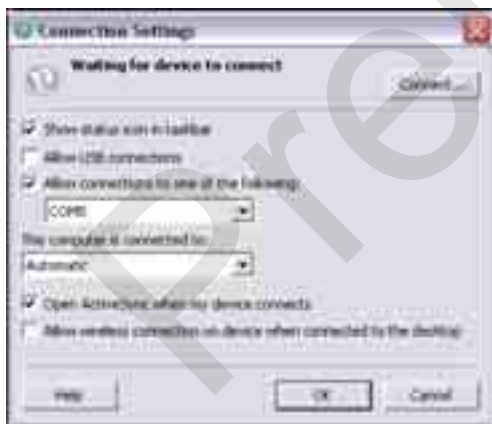 Connection Settings
Waiting for device to connect
Connect...
Show status icon in taskbar
Allow USB connections
Allow connections to one of the following:
This computer is connected to:
Automatic
Open ActiveSync when my device connects
Allow wireless connection on device when connected to the desktop
Help
OK
Cancel
Pre